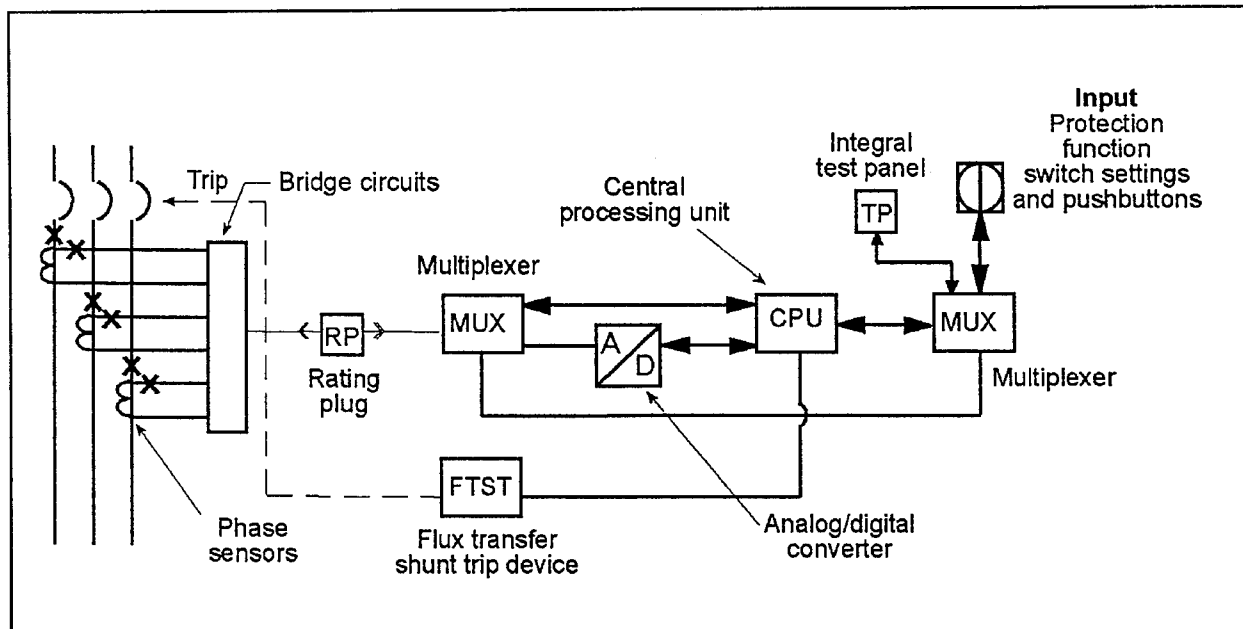 Input
Protection
function
switch settings
and pushbuttons
Integral
test panel
TP
Central
processing unit
Trip
Bridge circuits
Multiplexer
MUX
CPU
MUX
A
D
RP
Rating
plug
Multiplexer
FTST
Phase
sensors
Flux transfer
shunt trip device
Analog/digital
converter